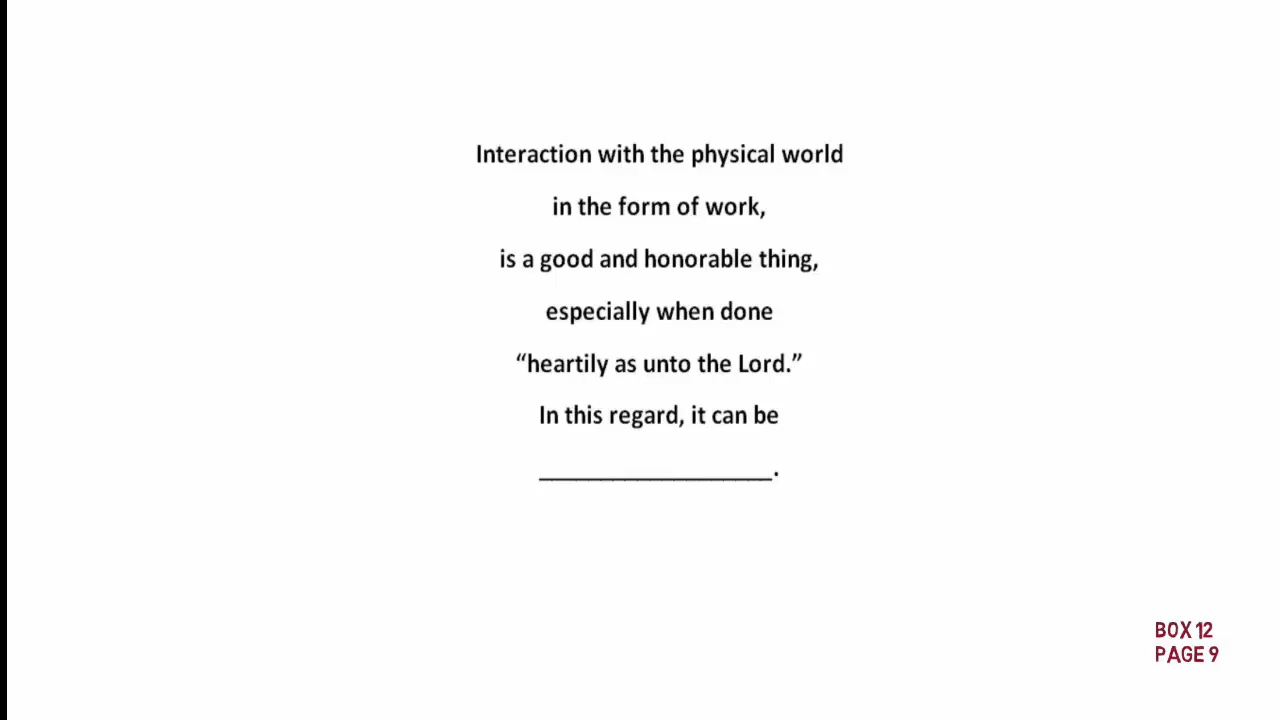 Interaction with the physical world
in the form of work,
is a good and honorable thing,
especially when done
“heartily as unto the Lord.”
In this regard, it can be
___________________.
BOX 12
PAGE 9